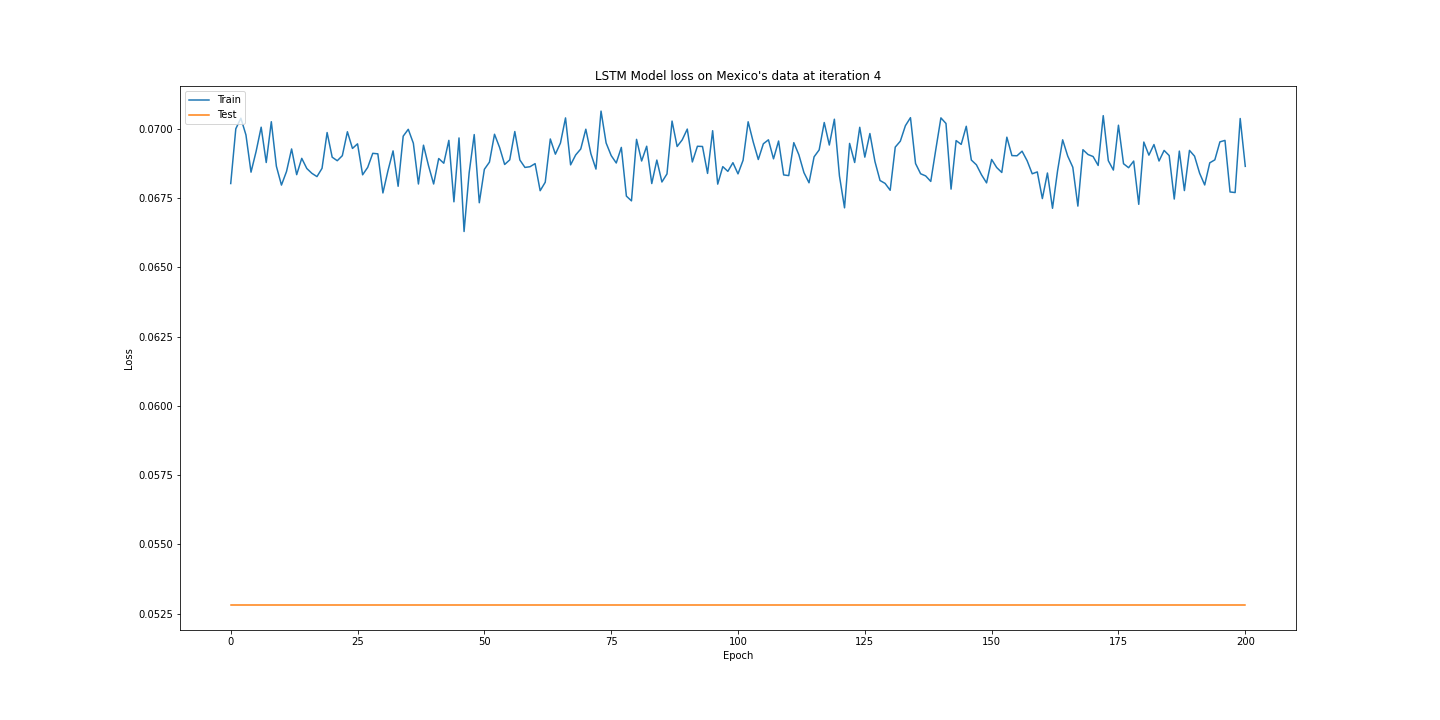 LSTM Model loss on Mexico's data at iteration 4
Train
Test
0.0700
0.0675
0.0650
0.0625
0.0600
0.0575
0.0550
0.0525
Loss
0 25 50 75 100 125 150 175 200
Epoch